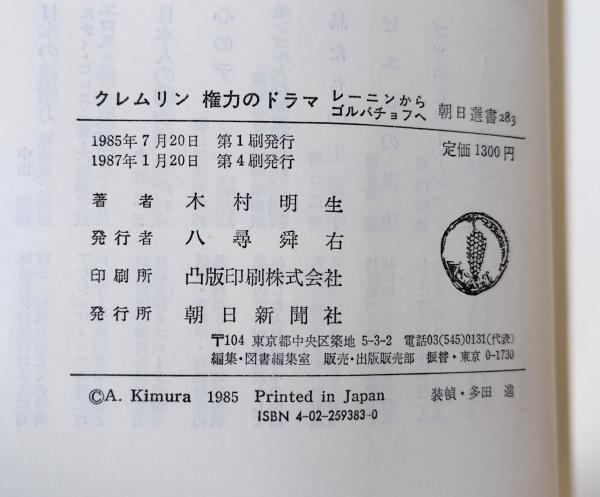 クレムリン 権力のドラマ レーニンから ゴルバチョフへ 朝日選書283
1985年7月20日 第1刷発行
1987年1月20日 第4刷発行
定価 1300円
著者 木村明生
発行者 八尋舜右
印刷所 凸版印刷株式会社
発行所 朝日新聞社
〒104 東京都中央区築地 5-3-2 電話03(545)0131(代表)
編集・図書編集室 販売・出版販売部 振替・東京 0-1730
©A. Kimura 1985 Printed in Japan 装幀・多田 進
ISBN 4-02-259383-0